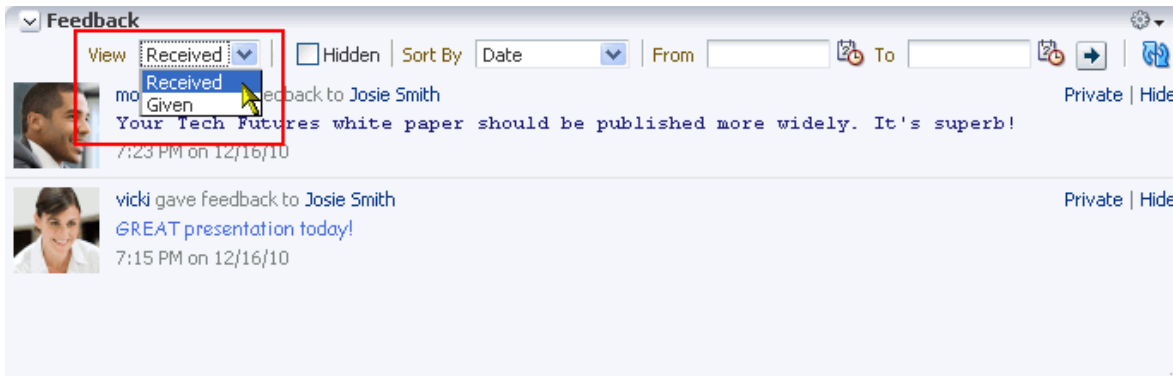 Feedback
View Received Hidden Sort By Date From To
Received
Given
mo edback to Josie Smith Private | Hide
Your Tech Futures white paper should be published more widely. It's superb!
7:23 PM on 12/16/10
vicki gave feedback to Josie Smith Private | Hide
GREAT presentation today!
7:15 PM on 12/16/10